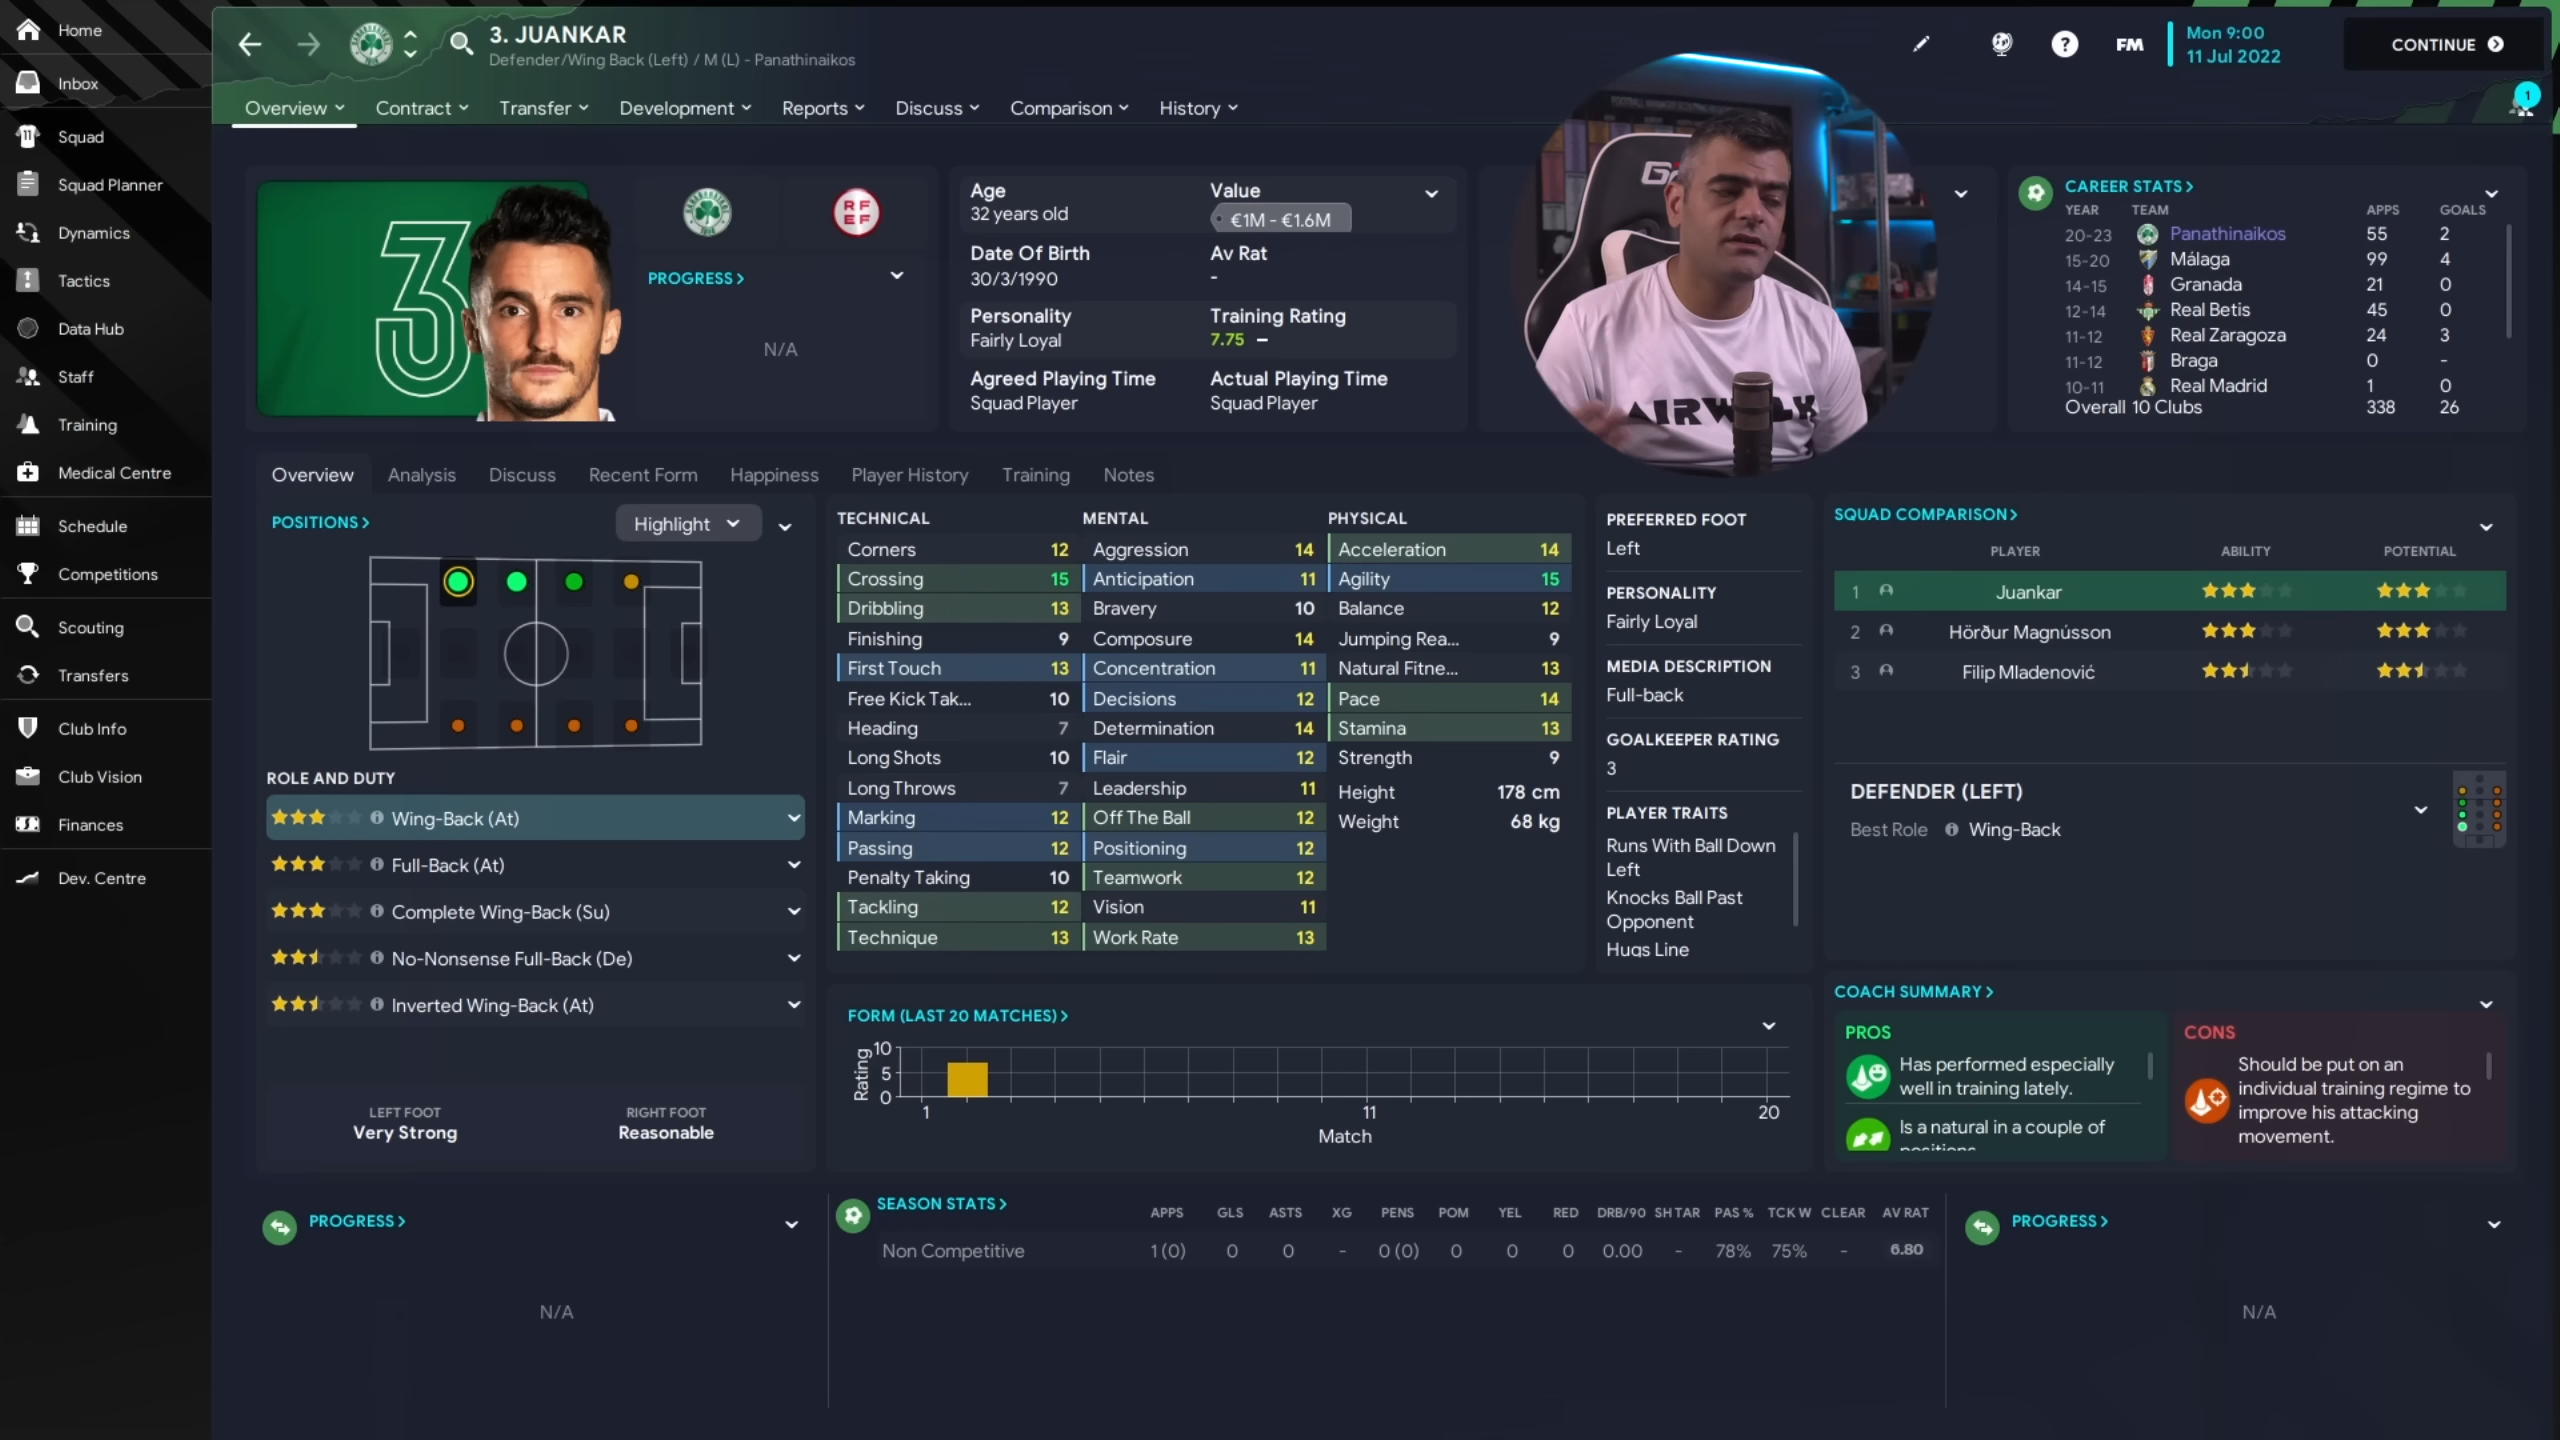 Home
Inbox
Squad
Squad Planner
Dynamics
Tactics
Data Hub
Staff
Training
Medical Centre
Schedule
Competitions
Scouting
Transfers
Club Info
Club Vision
Finances
Dev. Centre
3. JUANKAR
Defender/Wing Back (Left) / M (L) - Panathinaikos
FM
Mon 9:00
11 Jul 2022
CONTINUE
1
Overview
Contract
Transfer
Development
Reports
Discuss
Comparison
History
3
RF
EF
PROGRESS >
N/A
Age
32 years old
Value
€1M - €1.6M
Date Of Birth
30/3/1990
Av Rat
-
Personality
Fairly Loyal
Training Rating
7.75 -
Agreed Playing Time
Squad Player
Actual Playing Time
Squad Player
AIRWALK
CAREER STATS >
YEAR TEAM APPS GOALS
20-23 Panathinaikos 55 2
15-20 Málaga 99 4
14-15 Granada 21 0
12-14 Real Betis 45 0
11-12 Real Zaragoza 24 3
11-12 Braga 0 -
10-11 Real Madrid 1 0
Overall 10 Clubs 338 26
Overview Analysis Discuss Recent Form Happiness Player History Training Notes
POSITIONS >
Highlight
ROLE AND DUTY
Wing-Back (At)
Full-Back (At)
Complete Wing-Back (Su)
No-Nonsense Full-Back (De)
Inverted Wing-Back (At)
LEFT FOOT
Very Strong
RIGHT FOOT
Reasonable
TECHNICAL
Corners 12
Crossing 15
Dribbling 13
Finishing 9
First Touch 13
Free Kick Tak... 10
Heading 7
Long Shots 10
Long Throws 7
Marking 12
Passing 12
Penalty Taking 10
Tackling 12
Technique 13
MENTAL
Aggression 14
Anticipation 11
Bravery 10
Composure 14
Concentration 11
Decisions 12
Determination 14
Flair 12
Leadership 11
Off The Ball 12
Positioning 12
Teamwork 12
Vision 11
Work Rate 13
PHYSICAL
Acceleration 14
Agility 15
Balance 12
Jumping Rea... 9
Natural Fitne... 13
Pace 14
Stamina 13
Strength 9
Height 178 cm
Weight 68 kg
PREFERRED FOOT
Left
PERSONALITY
Fairly Loyal
MEDIA DESCRIPTION
Full-back
GOALKEEPER RATING
3
PLAYER TRAITS
Runs With Ball Down
Left
Knocks Ball Past
Opponent
Hugs Line
SQUAD COMPARISON >
PLAYER ABILITY POTENTIAL
1 Juankar
2 Hörður Magnússon
3 Filip Mladenović
DEFENDER (LEFT)
Best Role Wing-Back
FORM (LAST 20 MATCHES) >
Rating
10
5
0
1 11 20
Match
COACH SUMMARY >
PROS
Has performed especially
well in training lately.
Is a natural in a couple of
positions
CONS
Should be put on an
individual training regime to
improve his attacking
movement.
PROGRESS >
N/A
SEASON STATS >
APPS GLS ASTS XG PENS POM YEL RED DRB/90 SH TAR PAS % TCK W CLEAR AV RAT
Non Competitive 1 (0) 0 0 - 0 (0) 0 0 0 0.00 - 78% 75% - 6.80
PROGRESS >
N/A